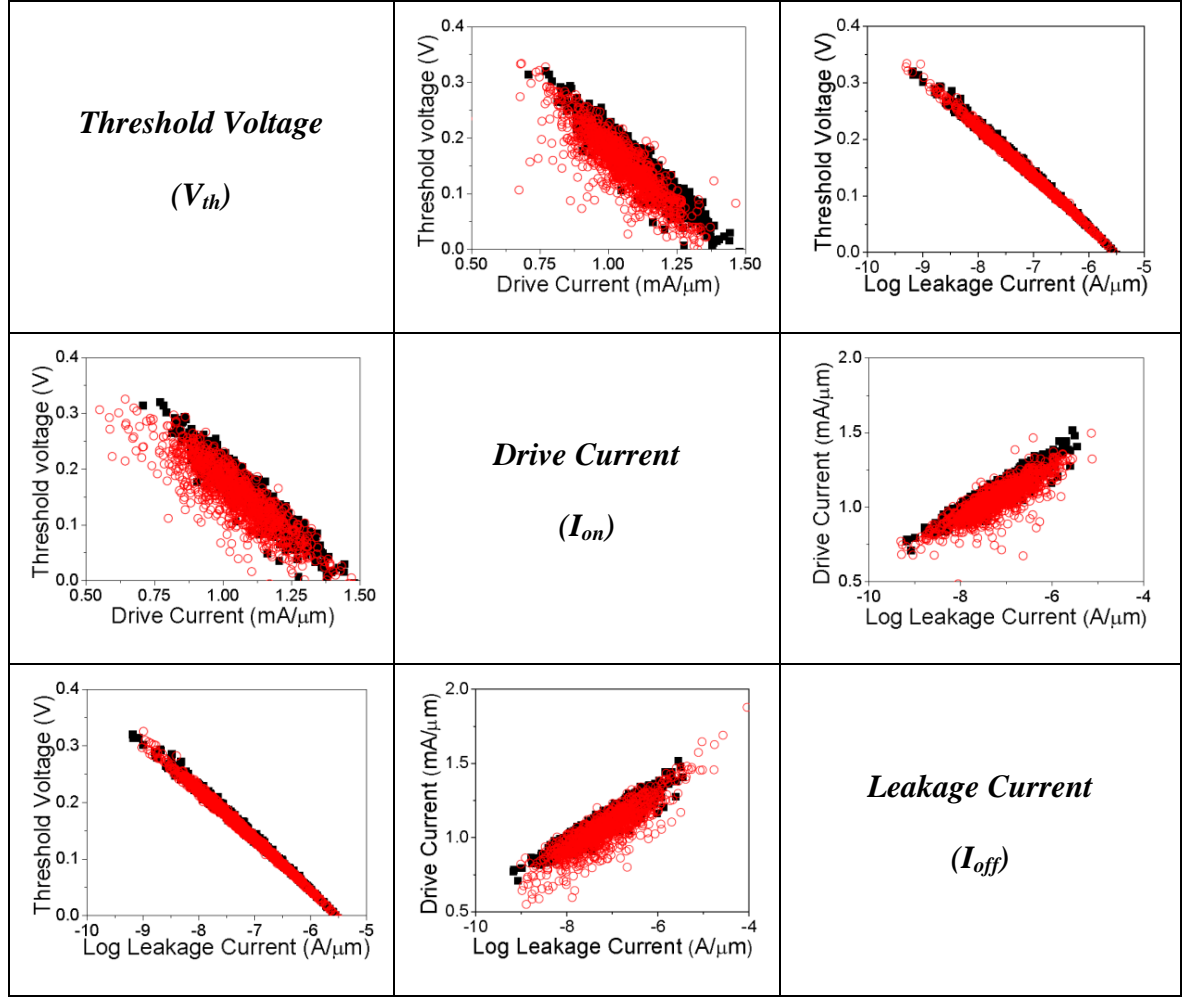 Threshold Voltage
(Vth)
0.4
0.3
0.2
0.1
0.0
Threshold voltage (V)
0.50 0.75 1.00 1.25 1.50
Drive Current (mA/μm)
0.4
0.3
0.2
0.1
0.0
Threshold Voltage (V)
-10 -9 -8 -7 -6 -5
Log Leakage Current (A/μm)
0.4
0.3
0.2
0.1
0.0
Threshold voltage (V)
0.50 0.75 1.00 1.25 1.50
Drive Current (mA/μm)
Drive Current
(Ion)
2.0
1.5
1.0
0.5
Drive Current (mA/μm)
-10 -8 -6 -4
Log Leakage Current (A/μm)
0.4
0.3
0.2
0.1
0.0
Threshold Voltage (V)
-10 -9 -8 -7 -6 -5
Log Leakage Current (A/μm)
2.0
1.5
1.0
0.5
Drive Current (mA/μm)
-10 -8 -6 -4
Log Leakage Current (A/μm)
Leakage Current
(Ioff)